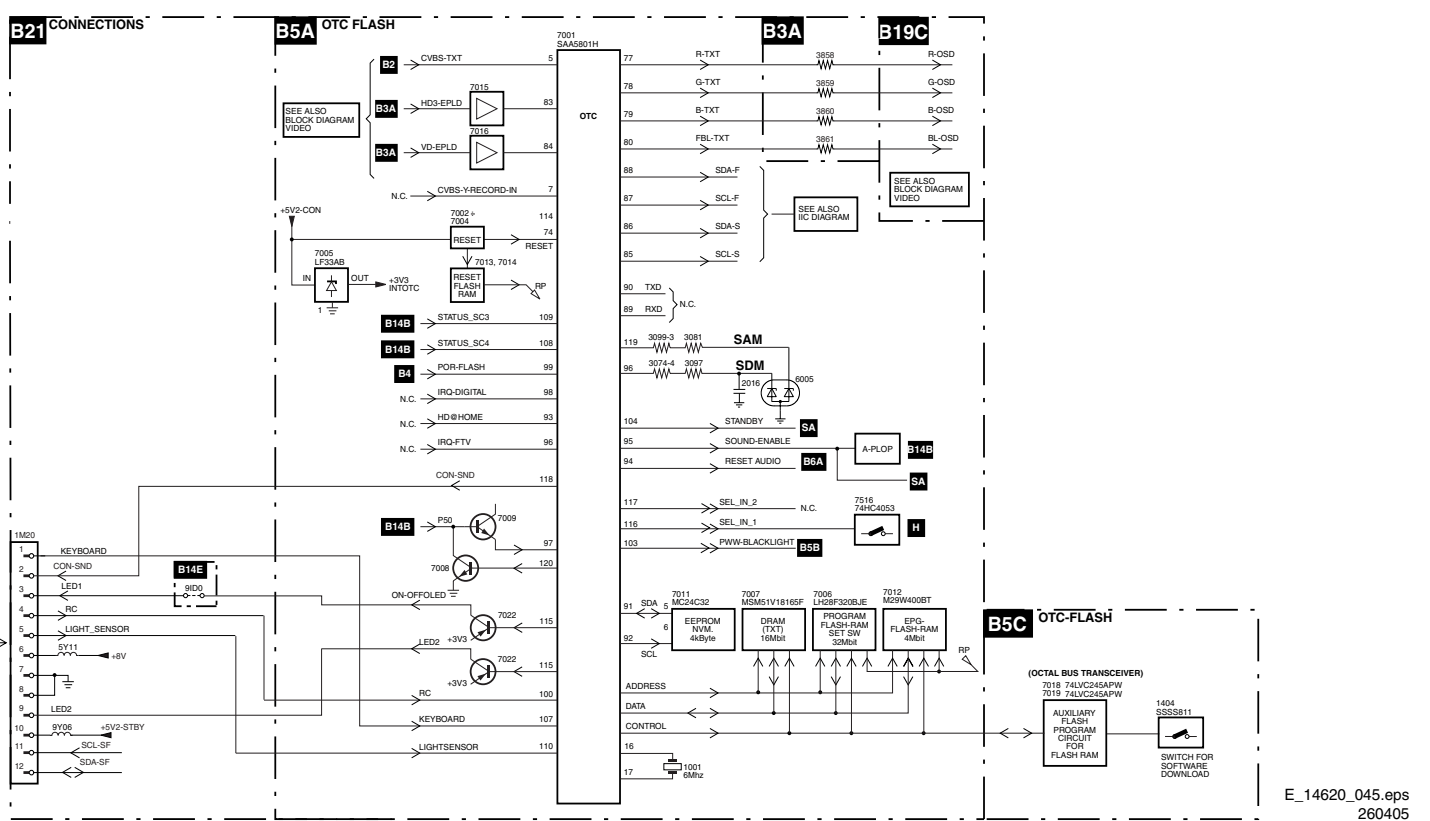 B21 CONNECTIONS
1M20
1 KEYBOARD
2 CON-SND
3 LED1
4 RC
5 LIGHT_SENSOR
6 5Y11 +8V
7
8
9 LED2
10 9Y06 +5V2-STBY
11 SCL-SF
12 SDA-SF
B14E
9ID0
B5A OTC FLASH
SEE ALSO
BLOCK DIAGRAM
VIDEO
B2 CVBS-TXT 5
B3A HD3-EPLD 7015 83
B3A VD-EPLD 7016 84
N.C. CVBS-Y-RECORD-IN 7
+5V2-CON
7002 ÷
7004
RESET
114
74
RESET
7005
LF33AB
IN OUT
+3V3
INTOTC
1
7013, 7014
RESET
FLASH
RAM
RP
B14B STATUS_SC3 109
B14B STATUS_SC4 108
B4 POR-FLASH 99
N.C. IRQ-DIGITAL 98
N.C. HD@HOME 93
N.C. IRQ-FTV 96
CON-SND 118
B14B P50 7009
97
7008 120
ON-OFFOLED
7022 115
+3V3
LED2
7022 115
+3V3
RC 100
KEYBOARD 107
LIGHTSENSOR 110
7001
SAA5801H
OTC
B3A
B19C
77 R-TXT 3858 R-OSD
78 G-TXT 3859 G-OSD
79 B-TXT 3860 B-OSD
80 FBL-TXT 3861 BL-OSD
88 SDA-F
87 SCL-F
86 SDA-S
85 SCL-S
SEE ALSO
IIC DIAGRAM
SEE ALSO
BLOCK DIAGRAM
VIDEO
90 TXD
89 RXD
N.C.
119 3099-3 3081 SAM
96 3074-4 3097 SDM
2016
6005
104 STANDBY SA
95 SOUND-ENABLE A-PLOP B14B
94 RESET AUDIO B6A
SA
117 SEL_IN_2 N.C.
116 SEL_IN_1
7516
74HC4053
H
103 PWW-BLACKLIGHT B5B
91 SDA 5
92 SCL 6
7011
MC24C32
EEPROM
NVM.
4kByte
7007
MSM51V18165F
DRAM
(TXT)
16Mbit
7006
LH28F320BJE
PROGRAM
FLASH-RAM
SET SW
32Mbit
7012
M29W400BT
EPG-
FLASH-RAM
4Mbit
RP
ADDRESS
DATA
CONTROL
16
17
1001
6Mhz
B5C OTC-FLASH
(OCTAL BUS TRANSCEIVER)
7018 74LVC245APW
7019 74LVC245APW
AUXILIARY
FLASH
PROGRAM
CIRCUIT
FOR
FLASH RAM
1404
SSSS811
SWITCH FOR
SOFTWARE
DOWNLOAD
E_14620_045.eps
260405